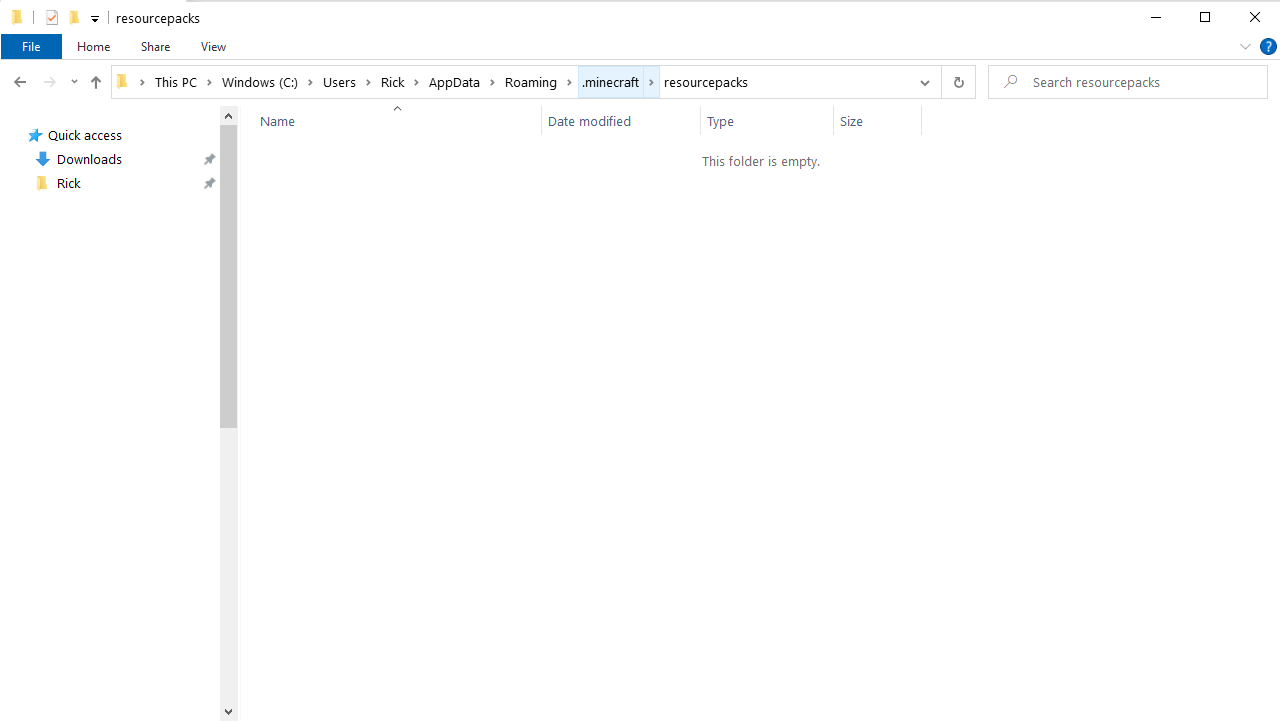 resourcepacks
File Home Share View
This PC Windows (C:) Users Rick AppData Roaming .minecraft resourcepacks Search resourcepacks
Name Date modified Type Size
Quick access
This folder is empty.
Downloads
Rick